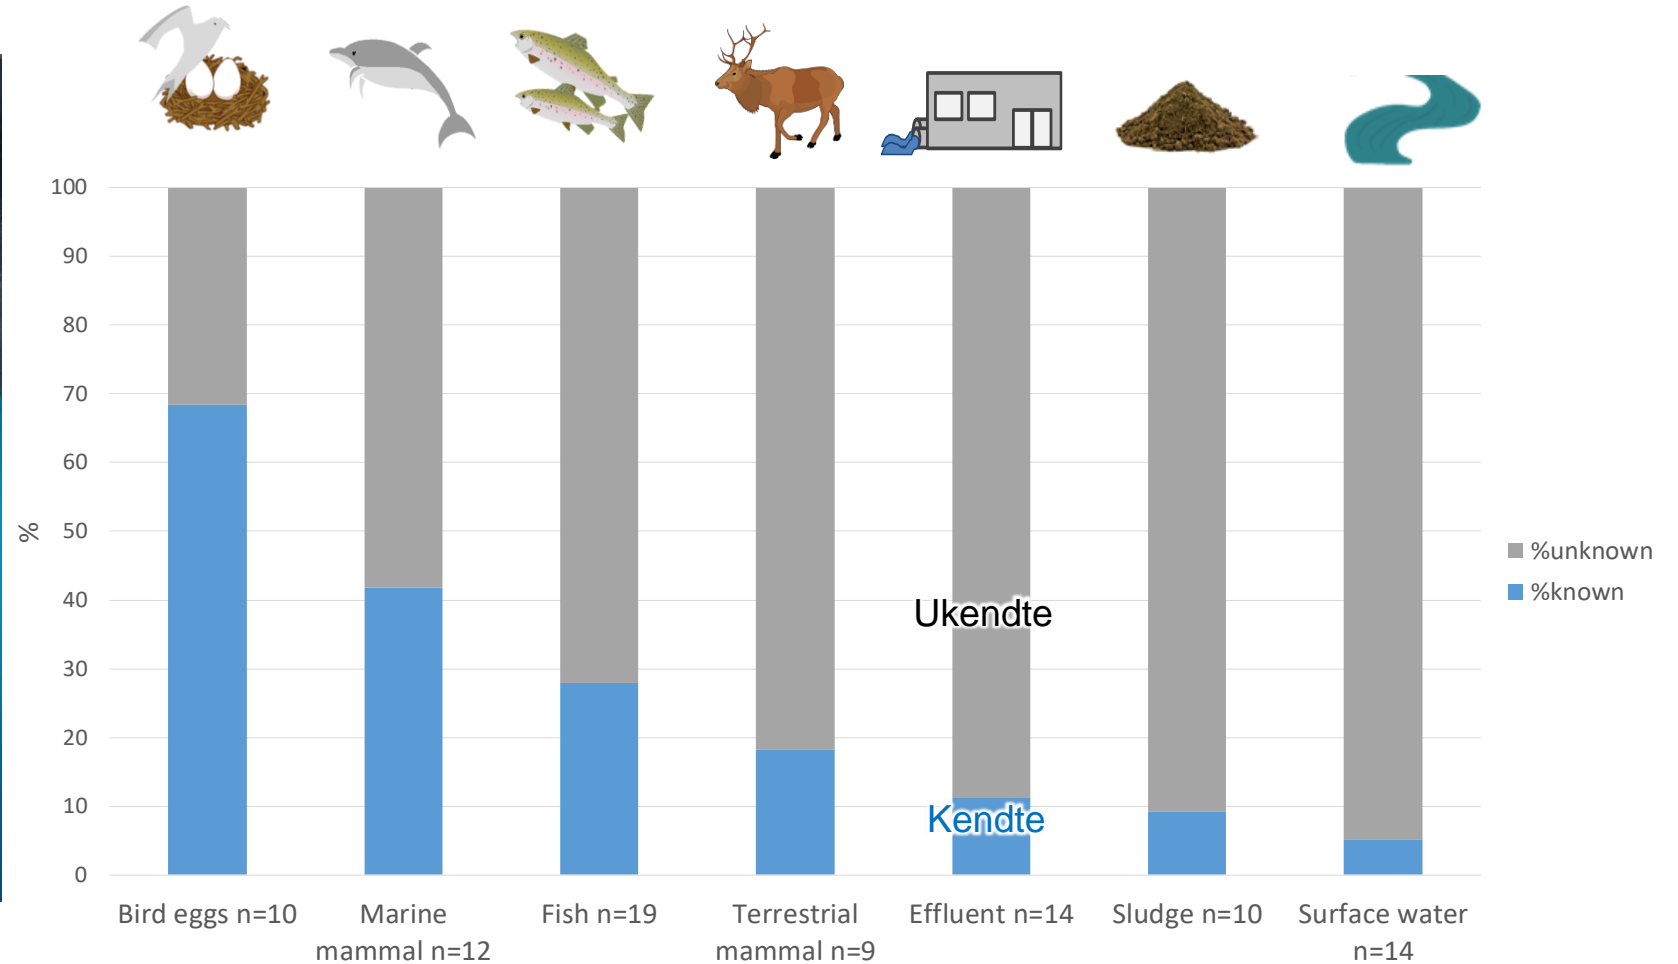 100
90
80
70
60
50
40
30
20
10
0
%
Ukendte
Kendte
%unknown
%known
Bird eggs n=10
Marine
mammal n=12
Fish n=19
Terrestrial
mammal n=9
Effluent n=14
Sludge n=10
Surface water
n=14